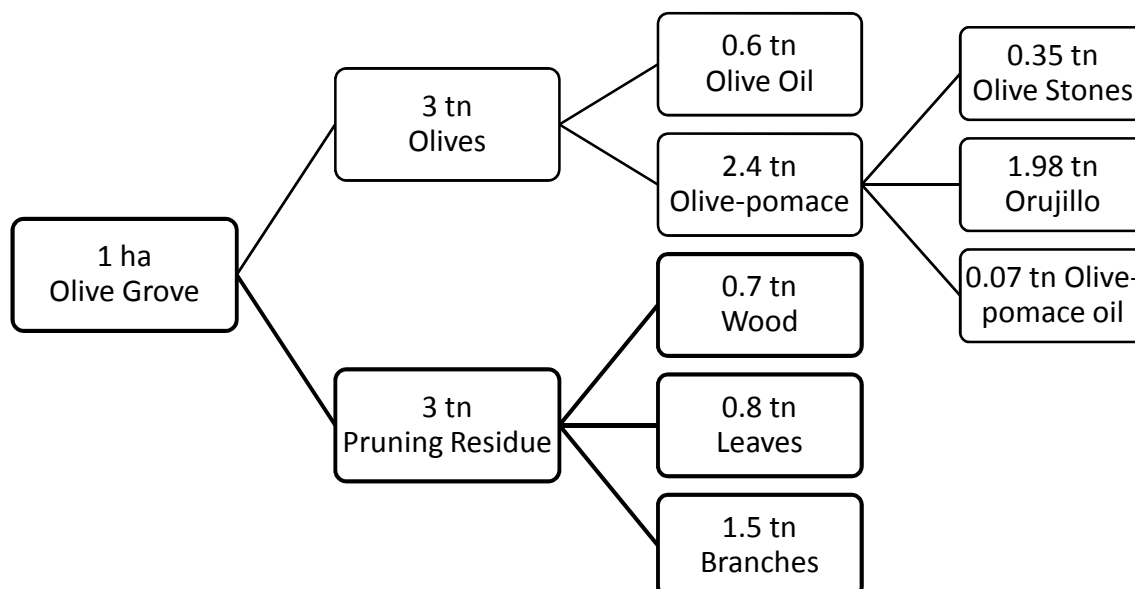 1 ha
Olive Grove
3 tn
Olives
0.6 tn
Olive Oil
2.4 tn
Olive-pomace
0.35 tn
Olive Stones
1.98 tn
Orujillo
0.07 tn Olive-
pomace oil
3 tn
Pruning Residue
0.7 tn
Wood
0.8 tn
Leaves
1.5 tn
Branches